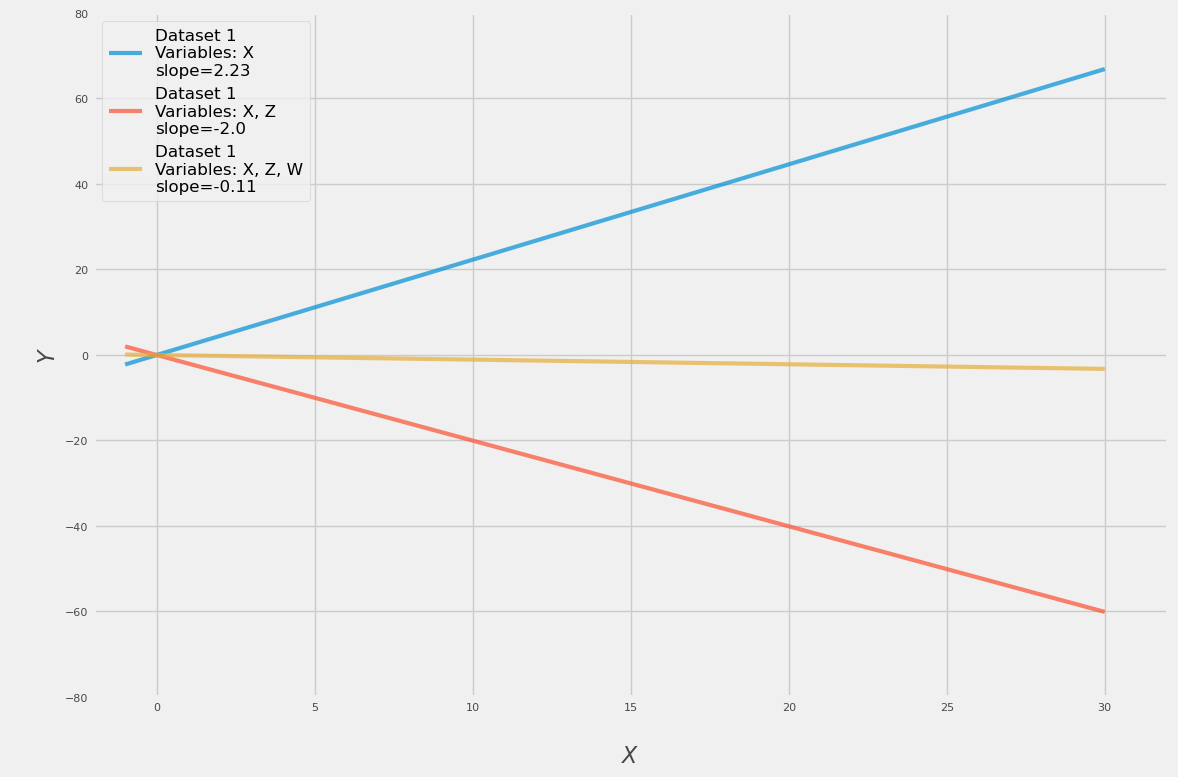 Dataset 1
Variables: X
slope=2.23
Dataset 1
Variables: X, Z
slope=-2.0
Dataset 1
Variables: X, Z, W
slope=-0.11
80
60
40
20
0
−20
−40
−60
−80
Y
0 5 10 15 20 25 30
X